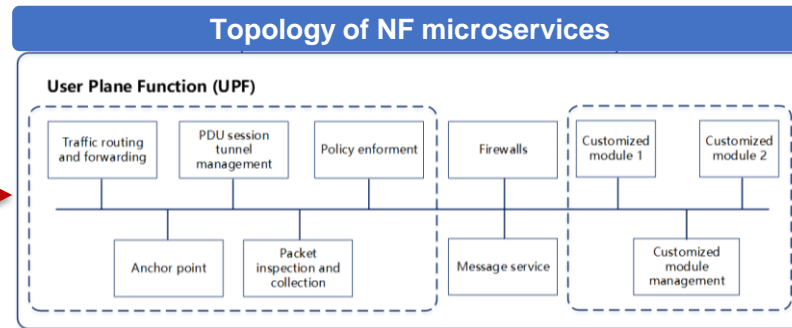 Topology of NF microservices
User Plane Function (UPF)
Traffic routing
and forwarding
PDU session
tunnel
management
Policy enforment
Firewalls
Customized
module 1
Customized
module 2
Anchor point
Packet
inspection and
collection
Message service
Customized
module
management